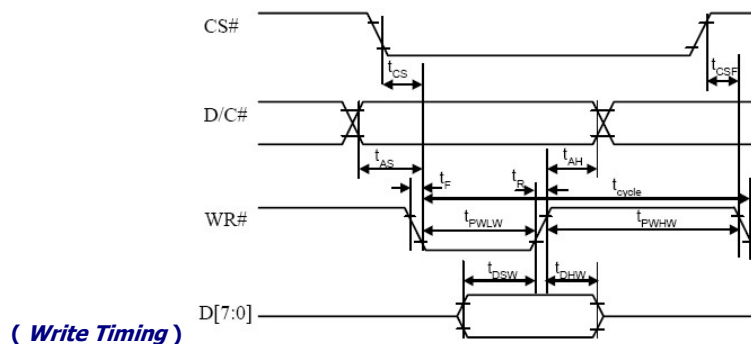 CS#
tCS
tCSF
D/C#
tAS
tAH
tF
tR
tcycle
WR#
tPWLW
tPWHW
tDSW
tDHW
D[7:0]
( Write Timing )